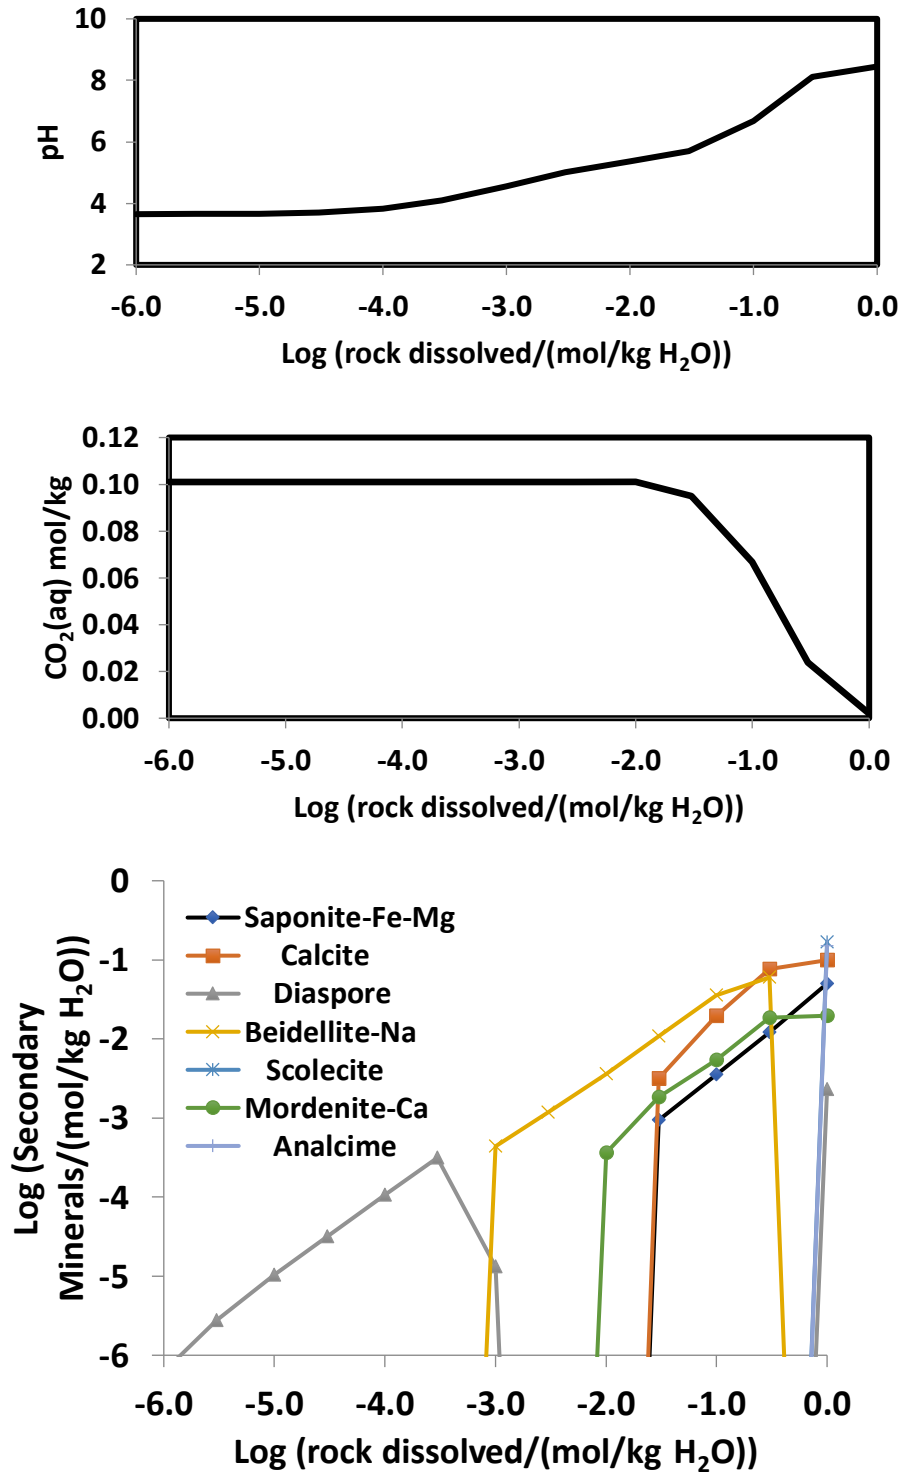 10
8
6
4
2
pH
-6.0 -5.0 -4.0 -3.0 -2.0 -1.0 0.0
Log (rock dissolved/(mol/kg H₂O))
0.12
0.10
0.08
0.06
0.04
0.02
0.00
CO₂(aq) mol/kg
-6.0 -5.0 -4.0 -3.0 -2.0 -1.0 0.0
Log (rock dissolved/(mol/kg H₂O))
0
-1
-2
-3
-4
-5
-6
Log (Secondary
Minerals/(mol/kg H₂O))
Saponite-Fe-Mg
Calcite
Diaspore
Beidellite-Na
Scolecite
Mordenite-Ca
Analcime
-6.0 -5.0 -4.0 -3.0 -2.0 -1.0 0.0
Log (rock dissolved/(mol/kg H₂O))